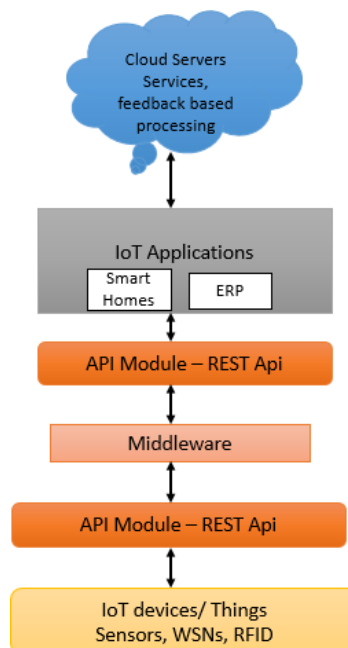 Cloud Servers
Services,
feedback based
processing
IoT Applications
Smart
Homes
ERP
API Module – REST Api
Middleware
API Module – REST Api
IoT devices/ Things
Sensors, WSNs, RFID